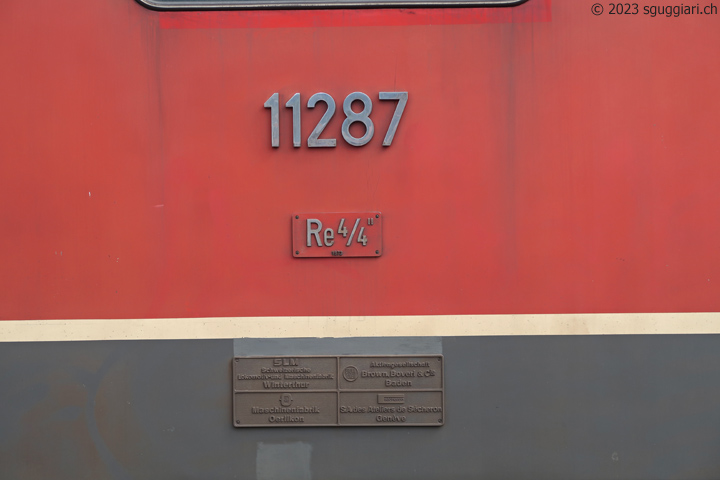 © 2023 sguggiari.ch
11287
Re 4/4 II
SLM
Schweizerische
Lokomotiv-und Maschinenfabrik
Winterthur
Aktiengesellschaft
Brown, Boveri & Cie
Baden
Maschinenfabrik
Oerlikon
S.A. des Ateliers de Sécheron
Genève